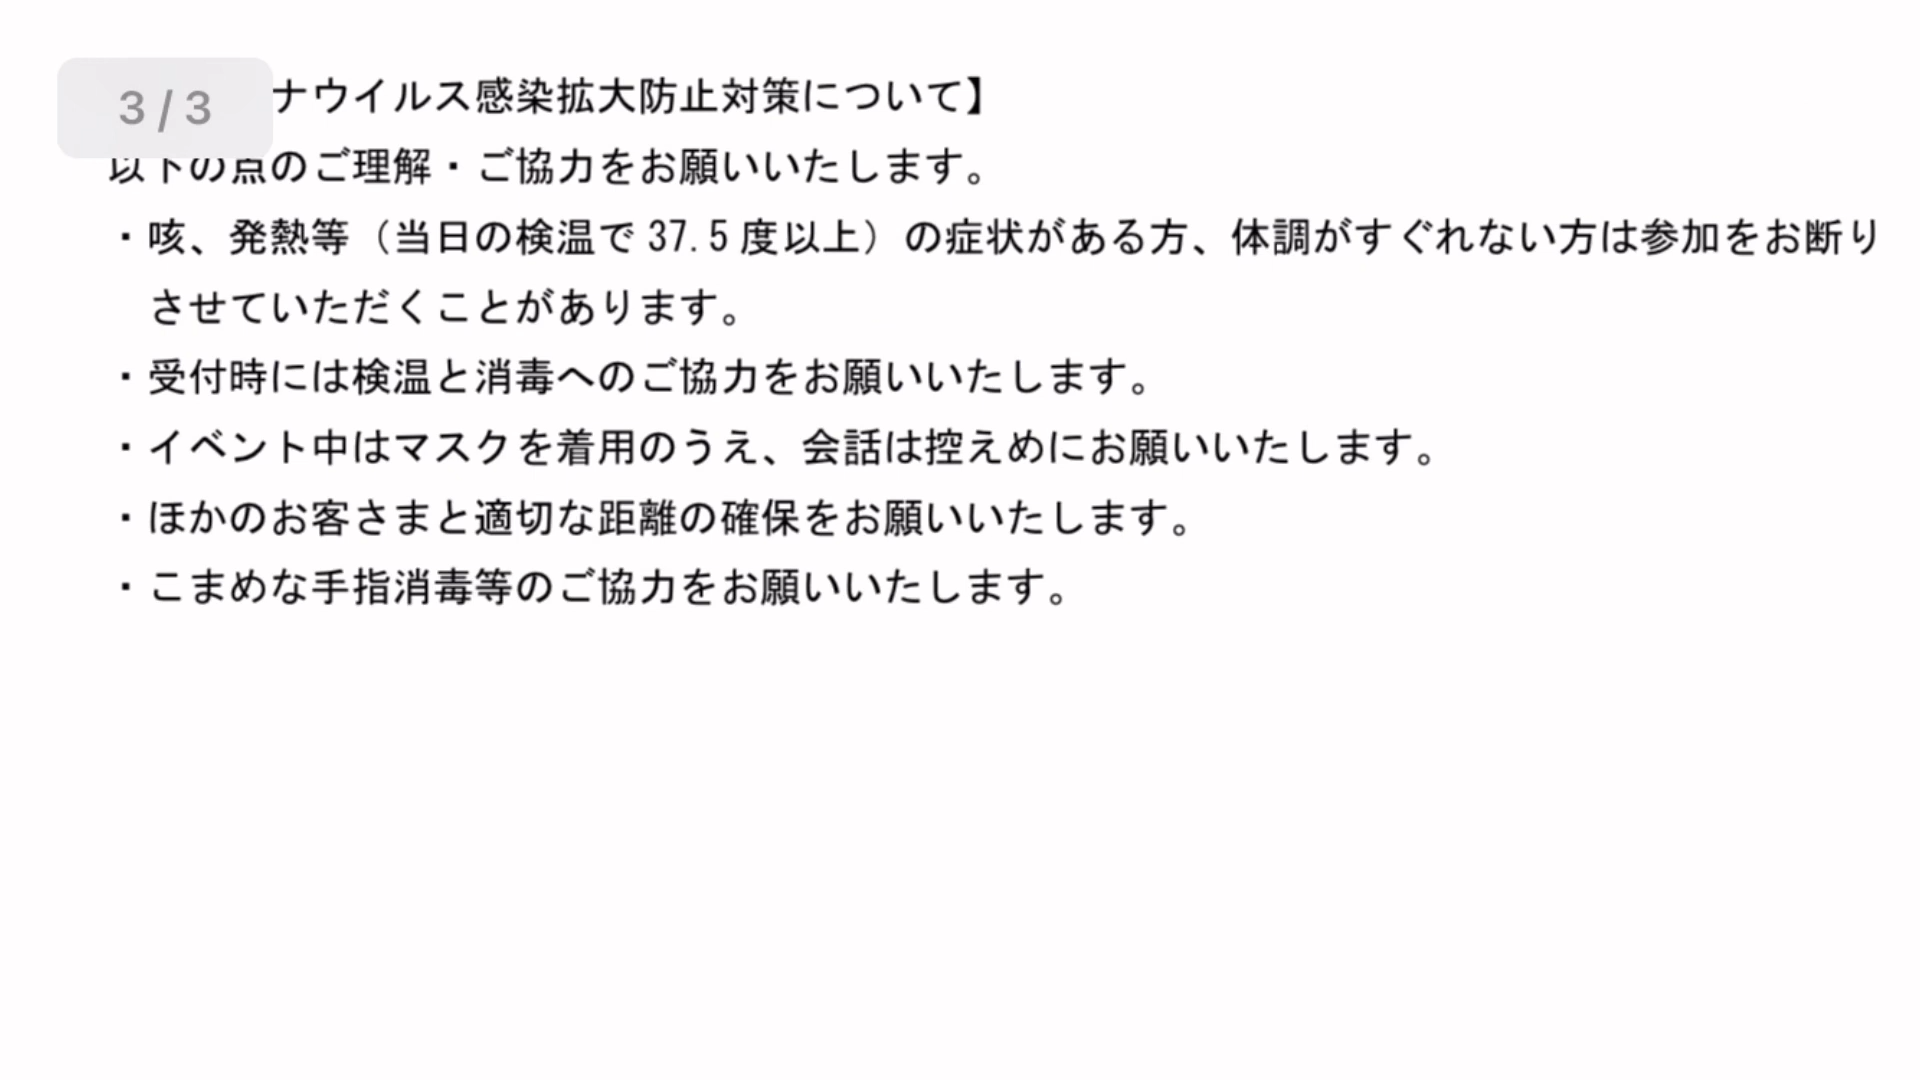 3 / 3
ナウイルス感染拡大防止対策について】
以下の点のご理解・ご協力をお願いいたします。
・咳、発熱等（当日の検温で 37.5 度以上）の症状がある方、体調がすぐれない方は参加をお断り
させていただくことがあります。
・受付時には検温と消毒へのご協力をお願いいたします。
・イベント中はマスクを着用のうえ、会話は控えめにお願いいたします。
・ほかのお客さまと適切な距離の確保をお願いいたします。
・こまめな手指消毒等のご協力をお願いいたします。